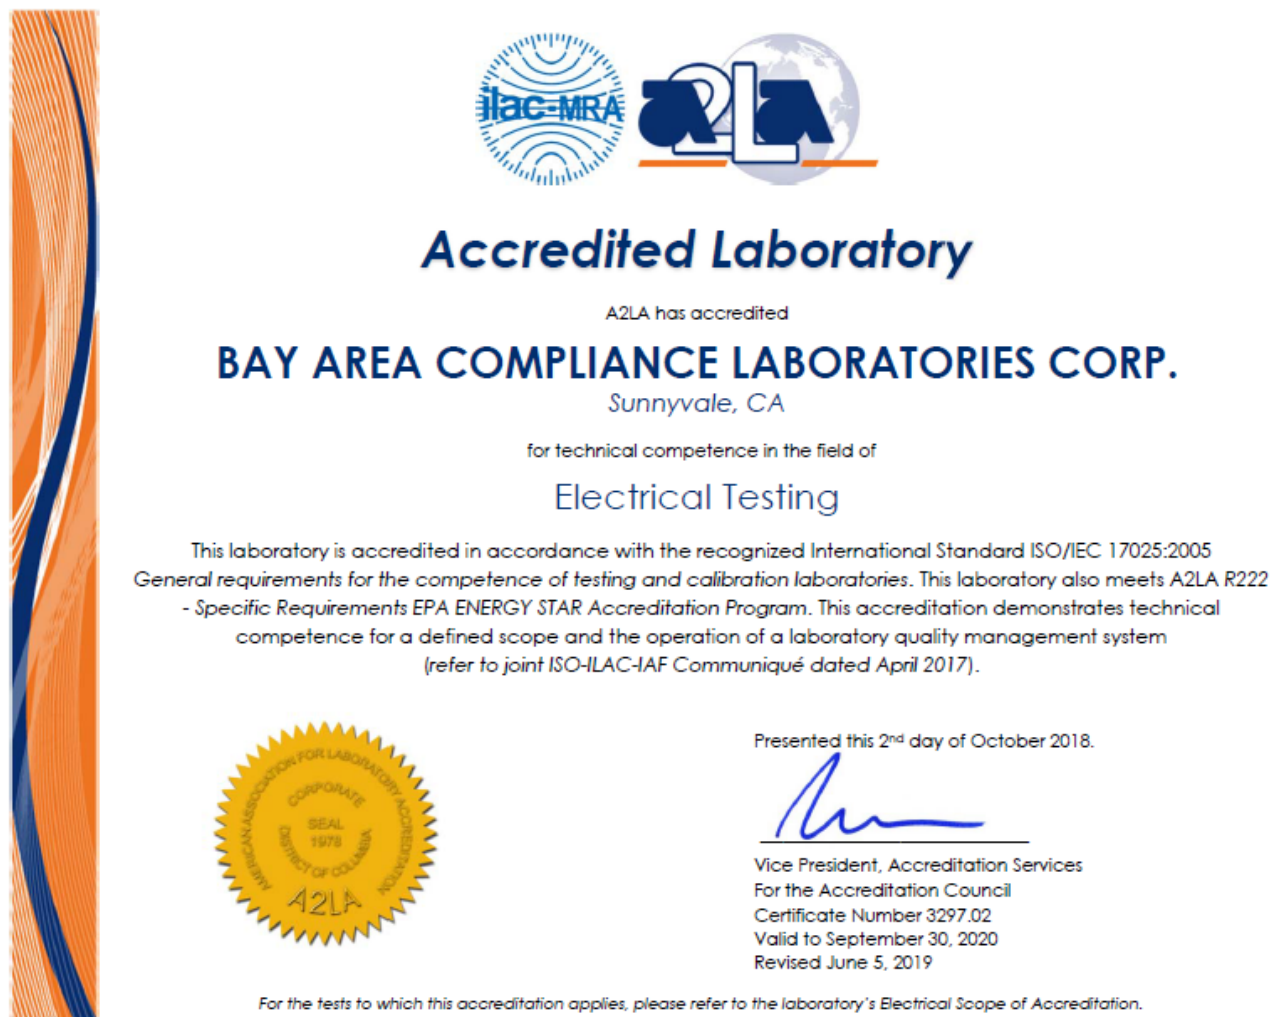 ilac-MRA
A2LA
Accredited Laboratory
A2LA has accredited
BAY AREA COMPLIANCE LABORATORIES CORP.
Sunnyvale, CA
for technical competence in the field of
Electrical Testing
This laboratory is accredited in accordance with the recognized International Standard ISO/IEC 17025:2005
General requirements for the competence of testing and calibration laboratories. This laboratory also meets A2LA R222
- Specific Requirements EPA ENERGY STAR Accreditation Program. This accreditation demonstrates technical
competence for a defined scope and the operation of a laboratory quality management system
(refer to joint ISO-ILAC-IAF Communiqué dated April 2017).
AMERICAN ASSOCIATION FOR LABORATORY ACCREDITATION
CORPORATE
SEAL
1978
DISTRICT OF COLUMBIA
A2LA
Presented this 2nd day of October 2018.
Vice President, Accreditation Services
For the Accreditation Council
Certificate Number 3297.02
Valid to September 30, 2020
Revised June 5, 2019
For the tests to which this accreditation applies, please refer to the laboratory's Electrical Scope of Accreditation.